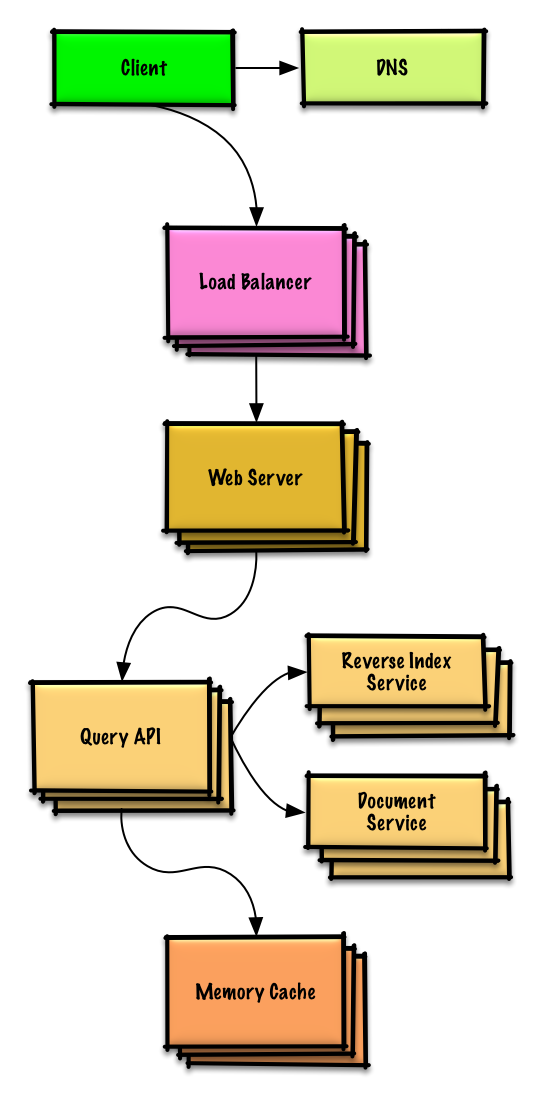 Client
DNS
Load Balancer
Web Server
Reverse Index
Service
Query API
Document
Service
Memory Cache